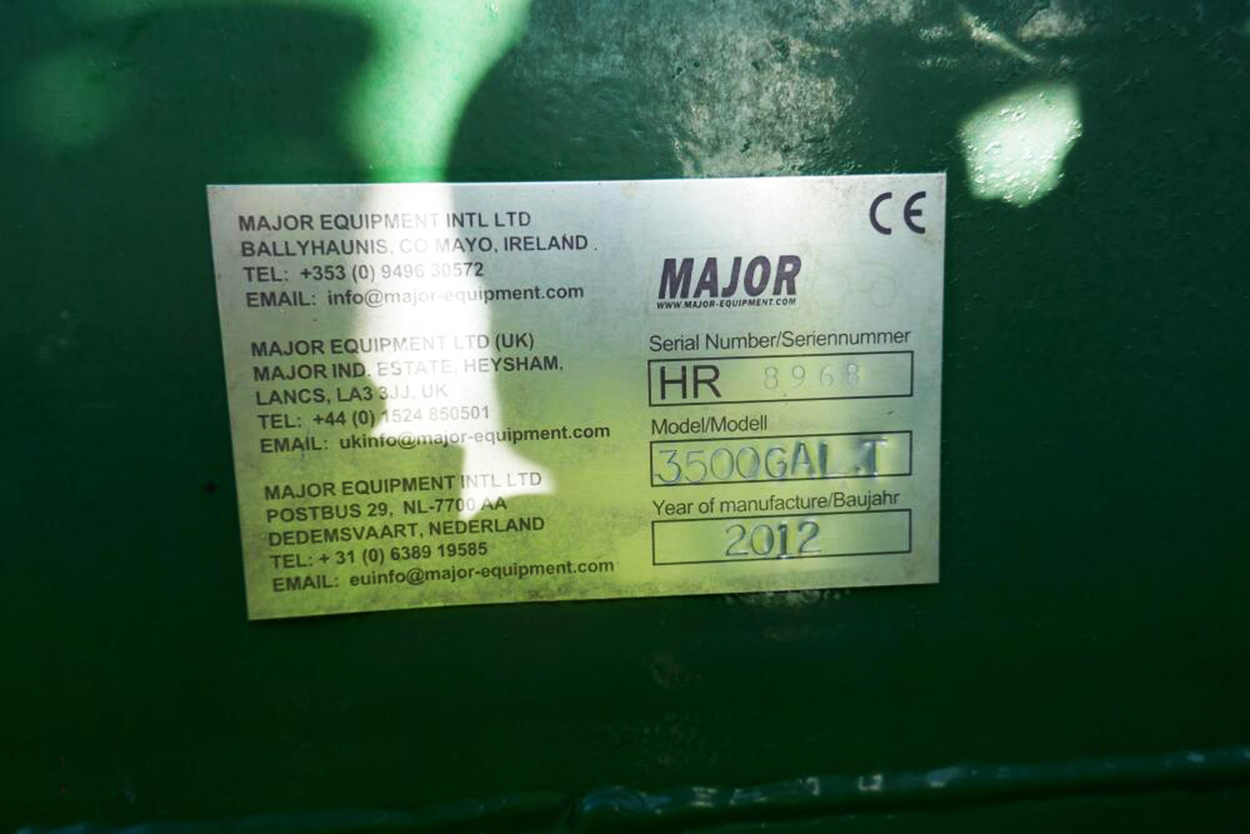 MAJOR EQUIPMENT INTL LTD
BALLYHAUNIS, CO MAYO, IRELAND .
TEL: +353 (0) 9496 30572
EMAIL: info@major-equipment.com
MAJOR EQUIPMENT LTD (UK)
MAJOR IND. ESTATE, HEYSHAM,
LANCS, LA3 3JJ, UK
TEL: +44 (0) 1524 850501
EMAIL: ukinfo@major-equipment.com
MAJOR EQUIPMENT INTL LTD
POSTBUS 29, NL-7700 AA
DEDEMSVAART, NEDERLAND
TEL: + 31 (0) 6389 19585
EMAIL: euinfo@major-equipment.com
CE
MAJOR
WWW.MAJOR-EQUIPMENT.COM
Serial Number/Seriennummer
HR 8968
Model/Modell
3500GAL.T
Year of manufacture/Baujahr
2012